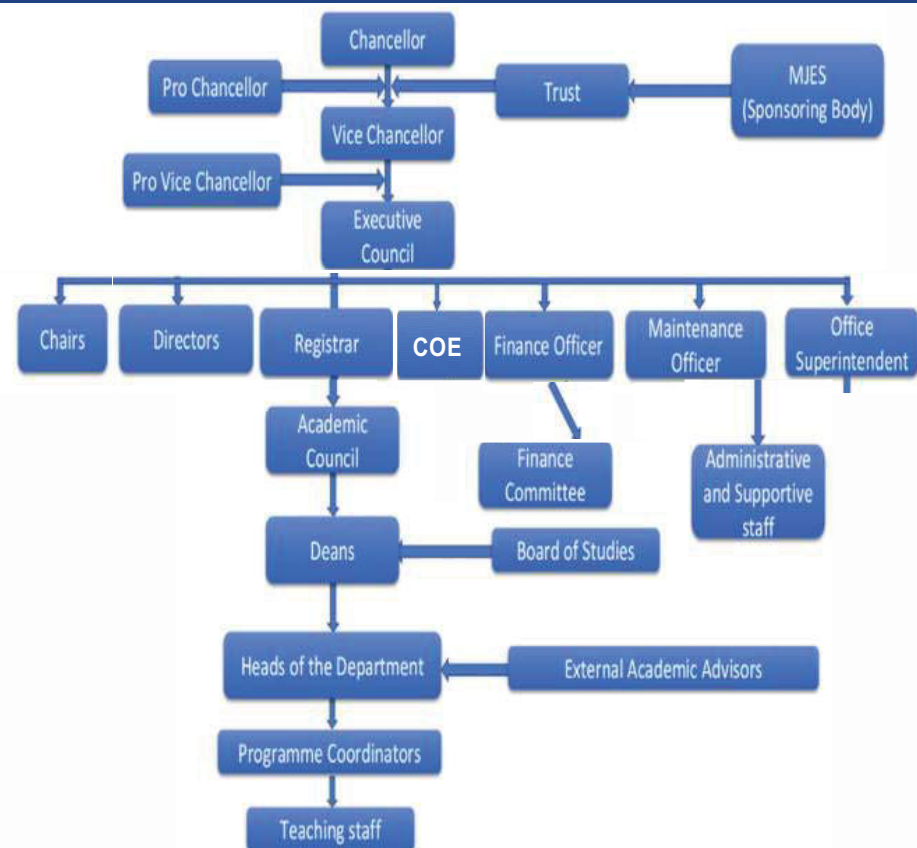 Chancellor
Pro Chancellor
Trust
MJES
(Sponsoring Body)
Vice Chancellor
Pro Vice Chancellor
Executive
Council
Chairs
Directors
Registrar
COE
Finance Officer
Maintenance
Officer
Office
Superintendent
Academic
Council
Finance
Committee
Administrative
and Supportive
staff
Deans
Board of Studies
Heads of the Department
External Academic Advisors
Programme Coordinators
Teaching staff